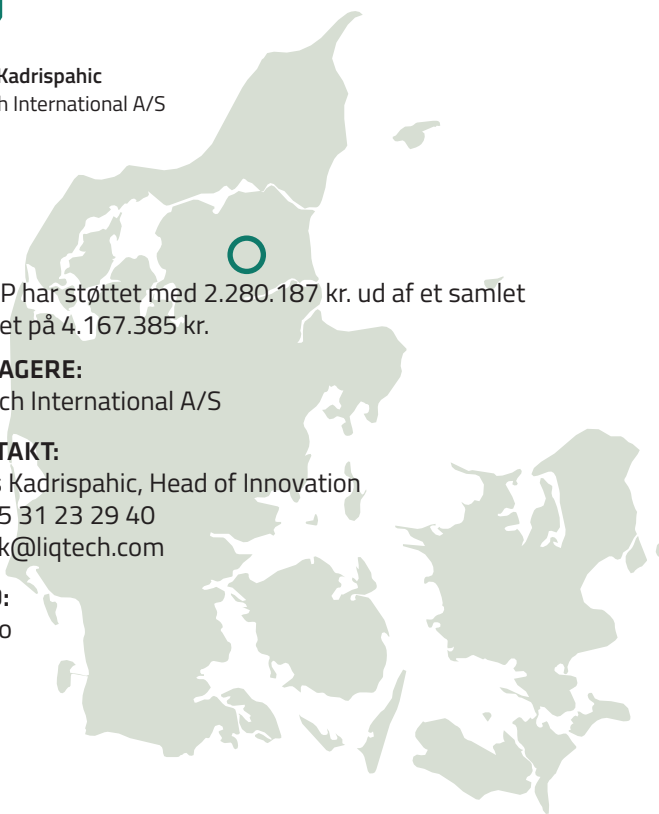 Kadrispahic
h International A/S
P har støttet med 2.280.187 kr. ud af et samlet
et på 4.167.385 kr.
AGERE:
ch International A/S
TAKT:
s Kadrispahic, Head of Innovation
5 31 23 29 40
k@liqtech.com
:
o